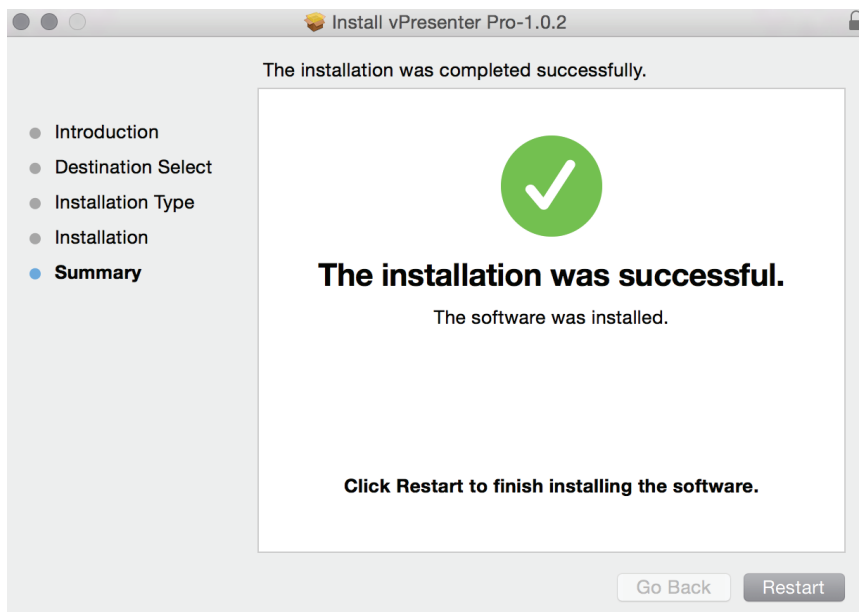 Install vPresenter Pro-1.0.2
The installation was completed successfully.
Introduction
Destination Select
Installation Type
Installation
Summary
The installation was successful.
The software was installed.
Click Restart to finish installing the software.
Go Back
Restart